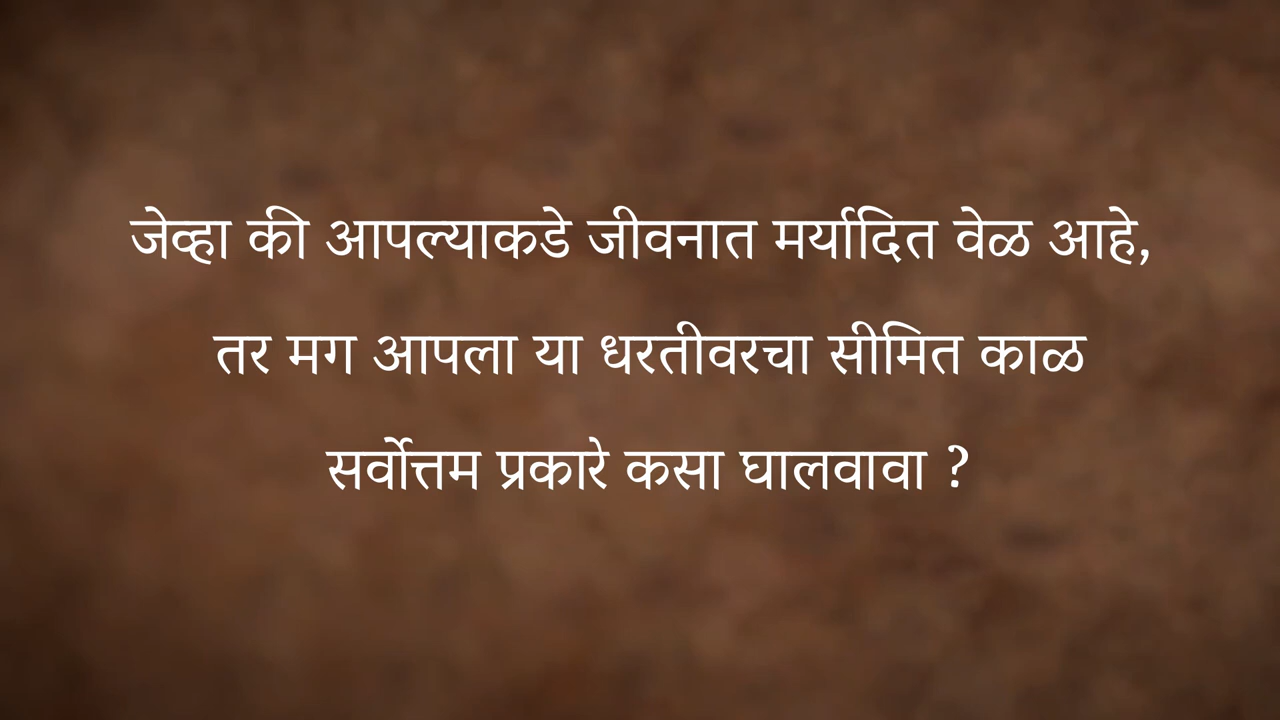 जेव्हा की आपल्याकडे जीवनात मर्यादित वेळ आहे,
तर मग आपला या धरतीवरचा सीमित काळ
सर्वोत्तम प्रकारे कसा घालवावा ?